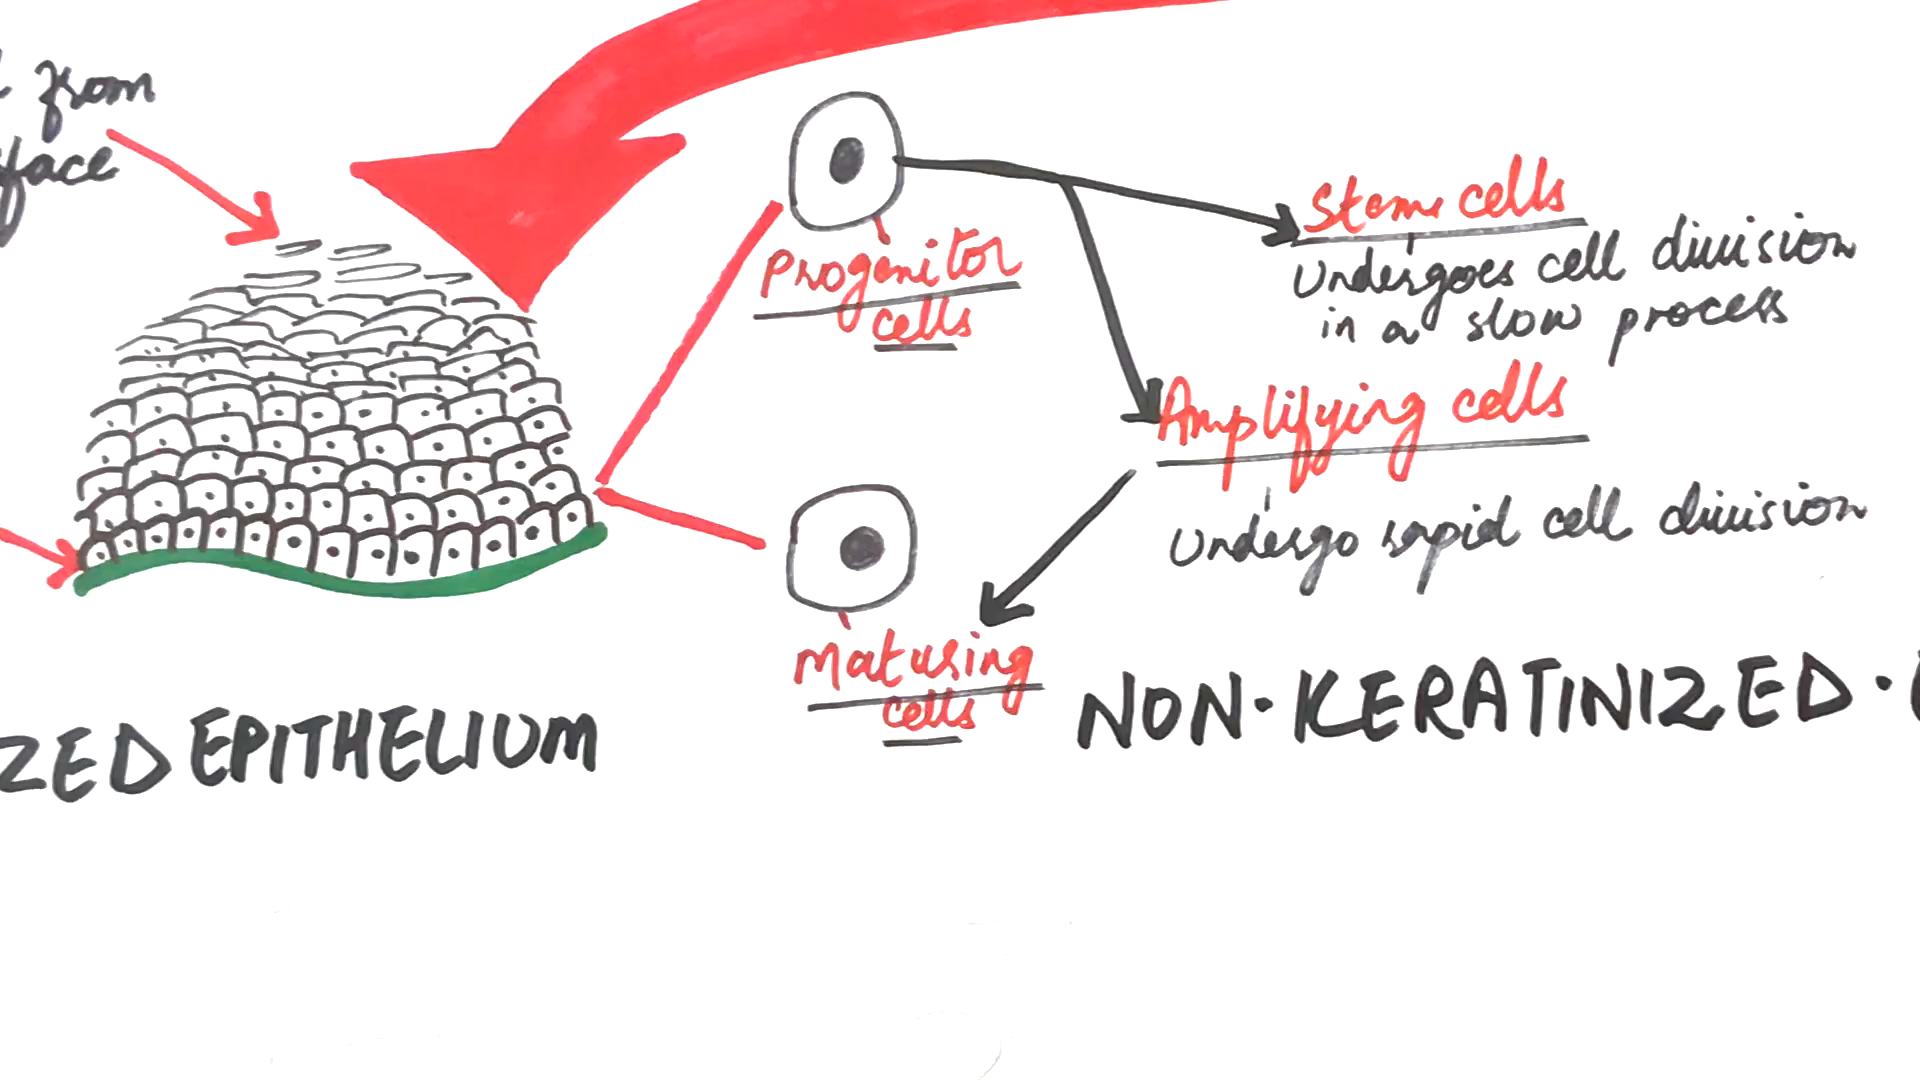 from
Progenitor
cells
Stem cells
Undergoes cell division
in a slow process
Amplifying cells
Undergo rapid cell division
Maturing
cells
ZED EPITHELIUM
NON-KERATINIZED